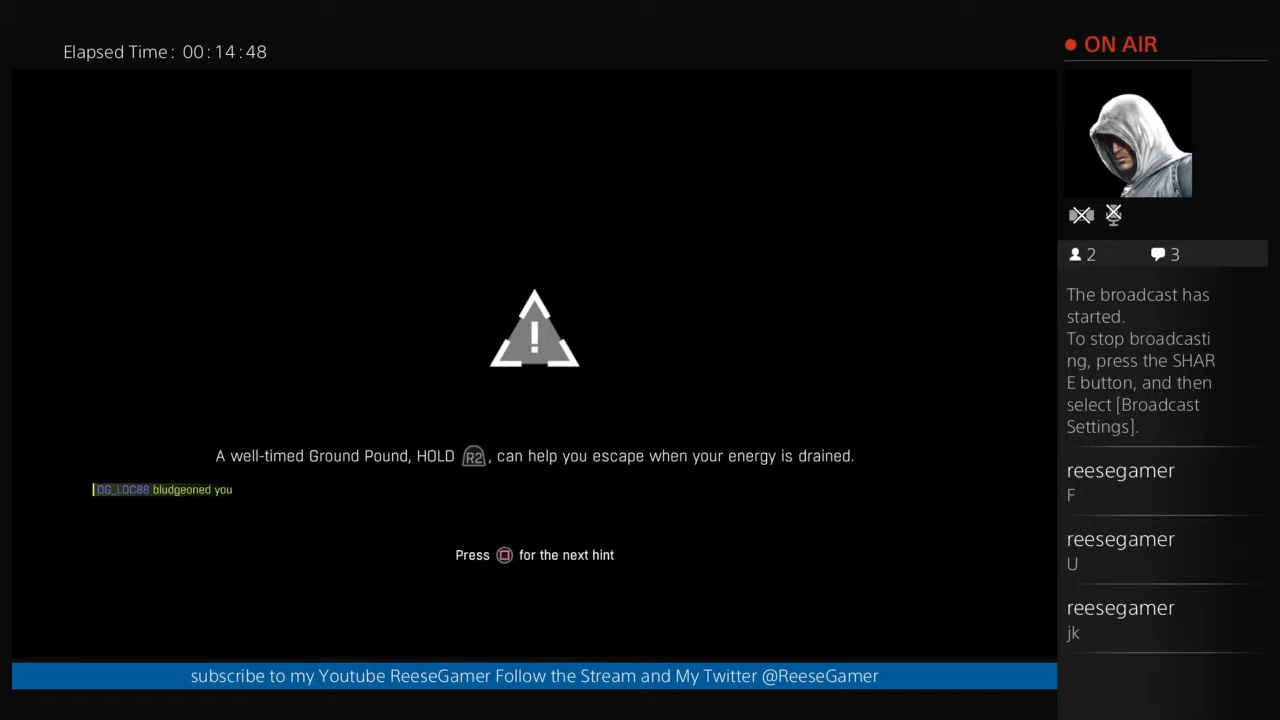 Elapsed Time: 00:14:48
ON AIR
2
3
The broadcast has
started.
To stop broadcasti
ng, press the SHAR
E button, and then
select [Broadcast
Settings].
reesegamer
F
reesegamer
U
reesegamer
jk
!
A well-timed Ground Pound, HOLD R2, can help you escape when your energy is drained.
OG_LOC88 bludgeoned you
Press for the next hint
subscribe to my Youtube ReeseGamer Follow the Stream and My Twitter @ReeseGamer